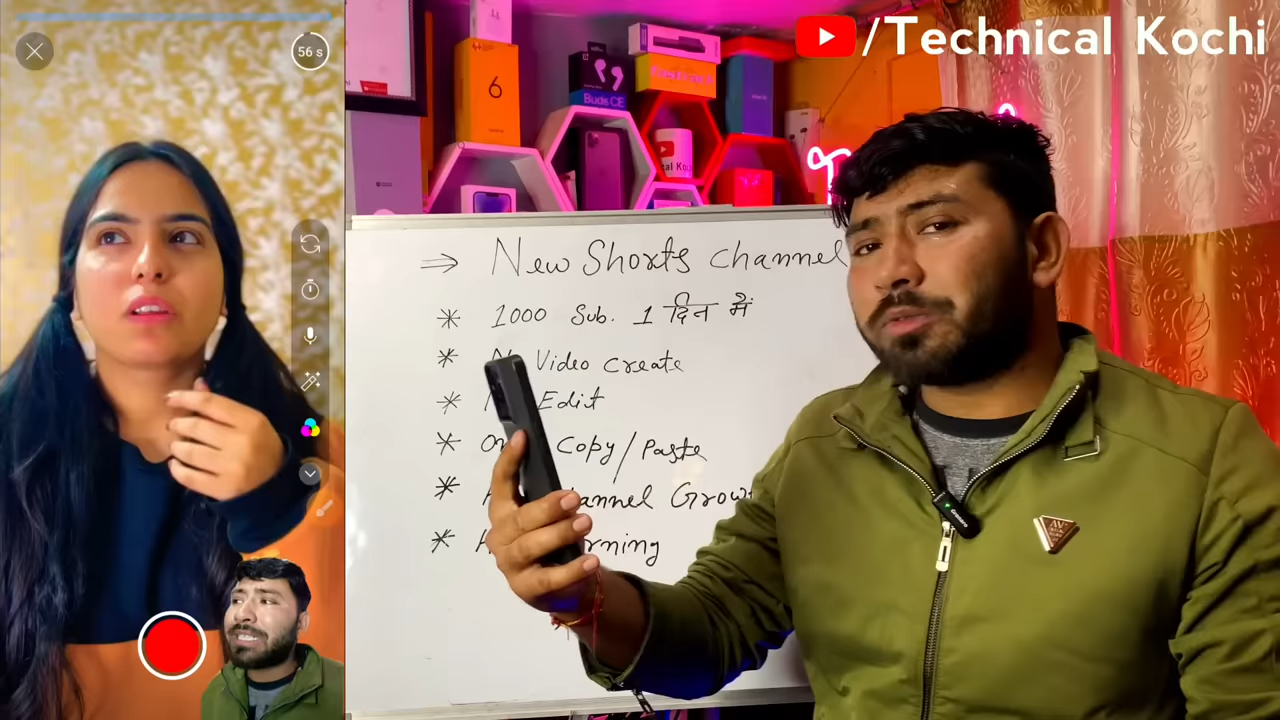 56 s
/Technical Kochi
6
Buds CE
⇒ New Shorts channel
* 1000 Sub. 1 दिन में
* Video Create
* Edit
* Copy/Paste
* annel Grow
* rning